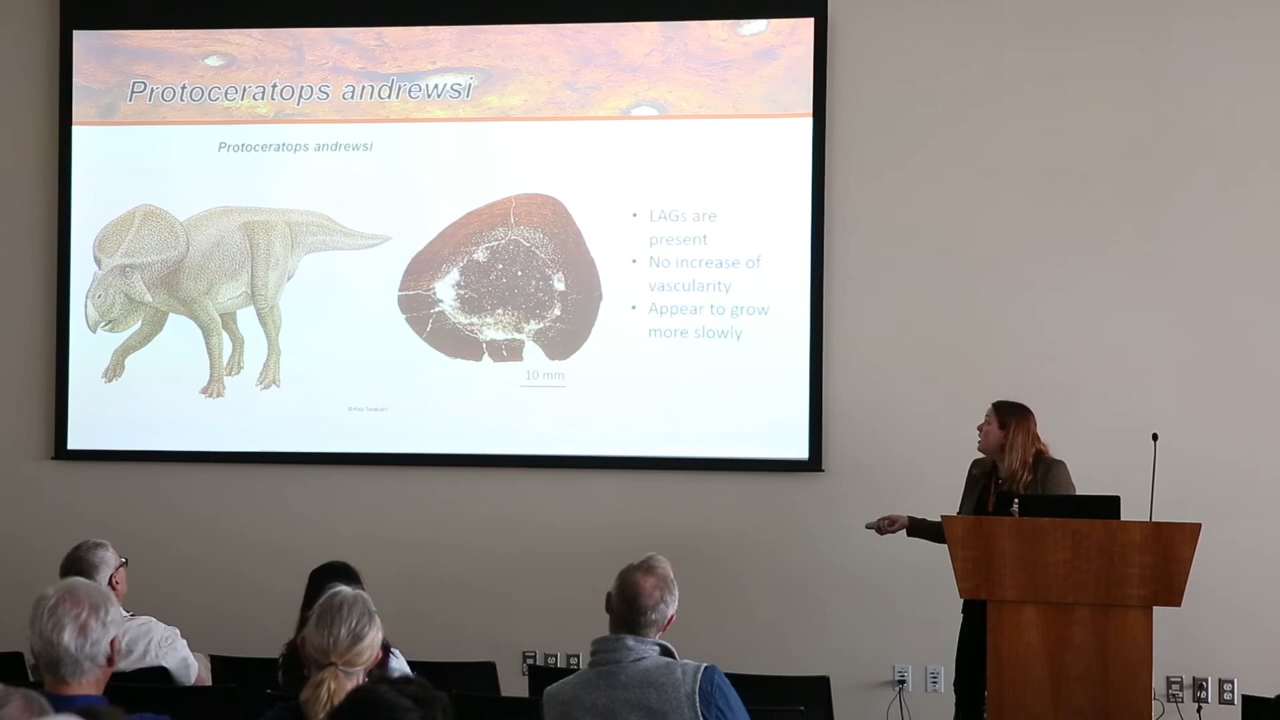 Protoceratops andrewsi
Protoceratops andrewsi
• LAGs are
present
• No increase of
vascularity
• Appear to grow
more slowly
10 mm